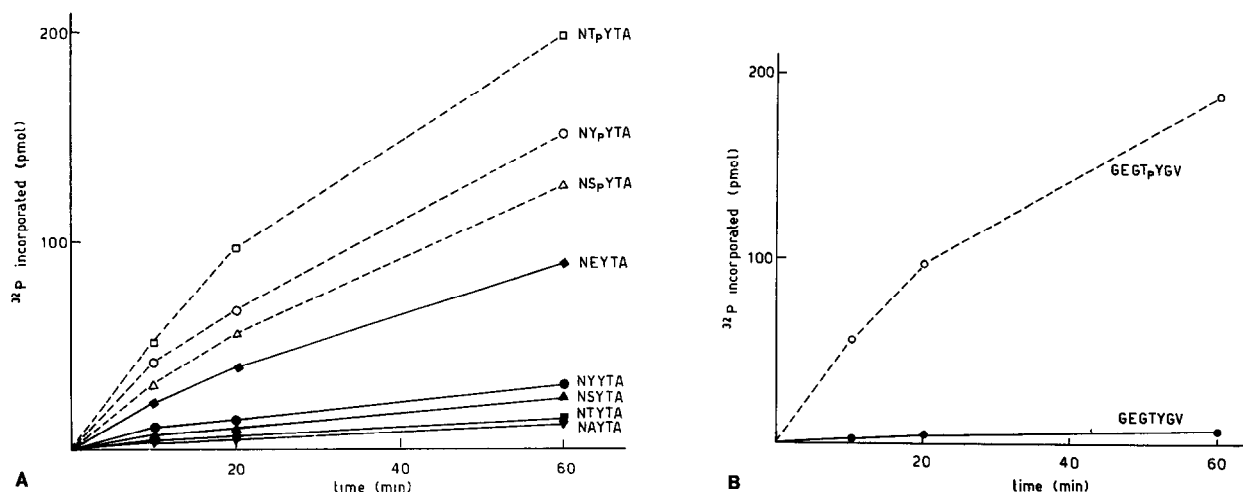 200
100
³²P incorporated (pmol)
NTₚYTA
NYₚYTA
NSₚYTA
NEYTA
NYYTA
NSYTA
NTYTA
NAYTA
20
40
60
time (min)
A
200
100
³²P incorporated (pmol)
GEGTₚYGV
GEGTYGV
20
40
60
time (min)
B